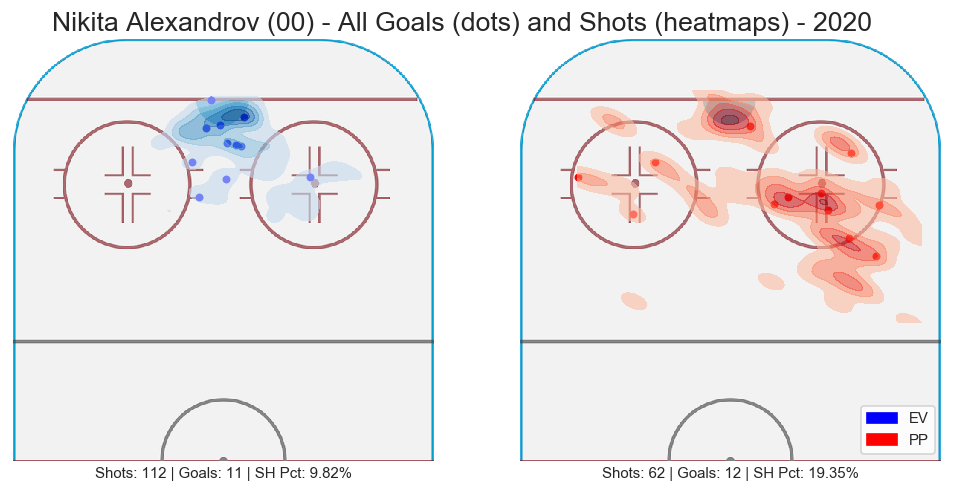 Nikita Alexandrov (00) - All Goals (dots) and Shots (heatmaps) - 2020
EV
PP
Shots: 112 | Goals: 11 | SH Pct: 9.82%
Shots: 62 | Goals: 12 | SH Pct: 19.35%